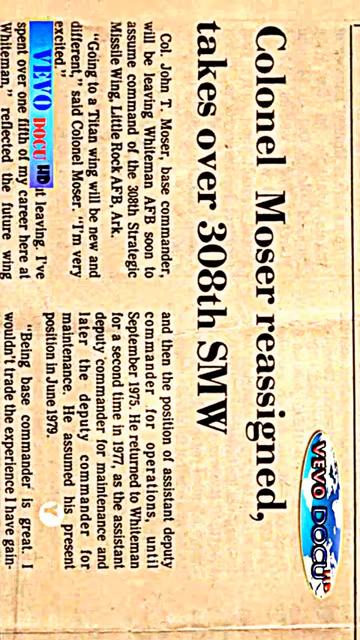 Colonel Moser reassigned,
takes over 308th SMW
Col. John T. Moser, base commander,
will be leaving Whiteman AFB soon to
assume command of the 308th Strategic
Missile Wing, Little Rock AFB, Ark.
"Going to a Titan wing will be new and
different," said Colonel Moser. "I'm very
excited."
leaving. I've
spent over one fifth of my career here at
Whiteman," reflected the future wing
and then the position of assistant deputy
commander for operations, until
September 1975. He returned to Whiteman
for a second time in 1977, as the assistant
deputy commander for maintenance and
later the deputy commander for
maintenance. He assumed his present
position in June 1979.
"Being base commander is great. I
wouldn't trade the experience I have gain-
VEVO DOCU HD
VEVO DOCU HD
Y